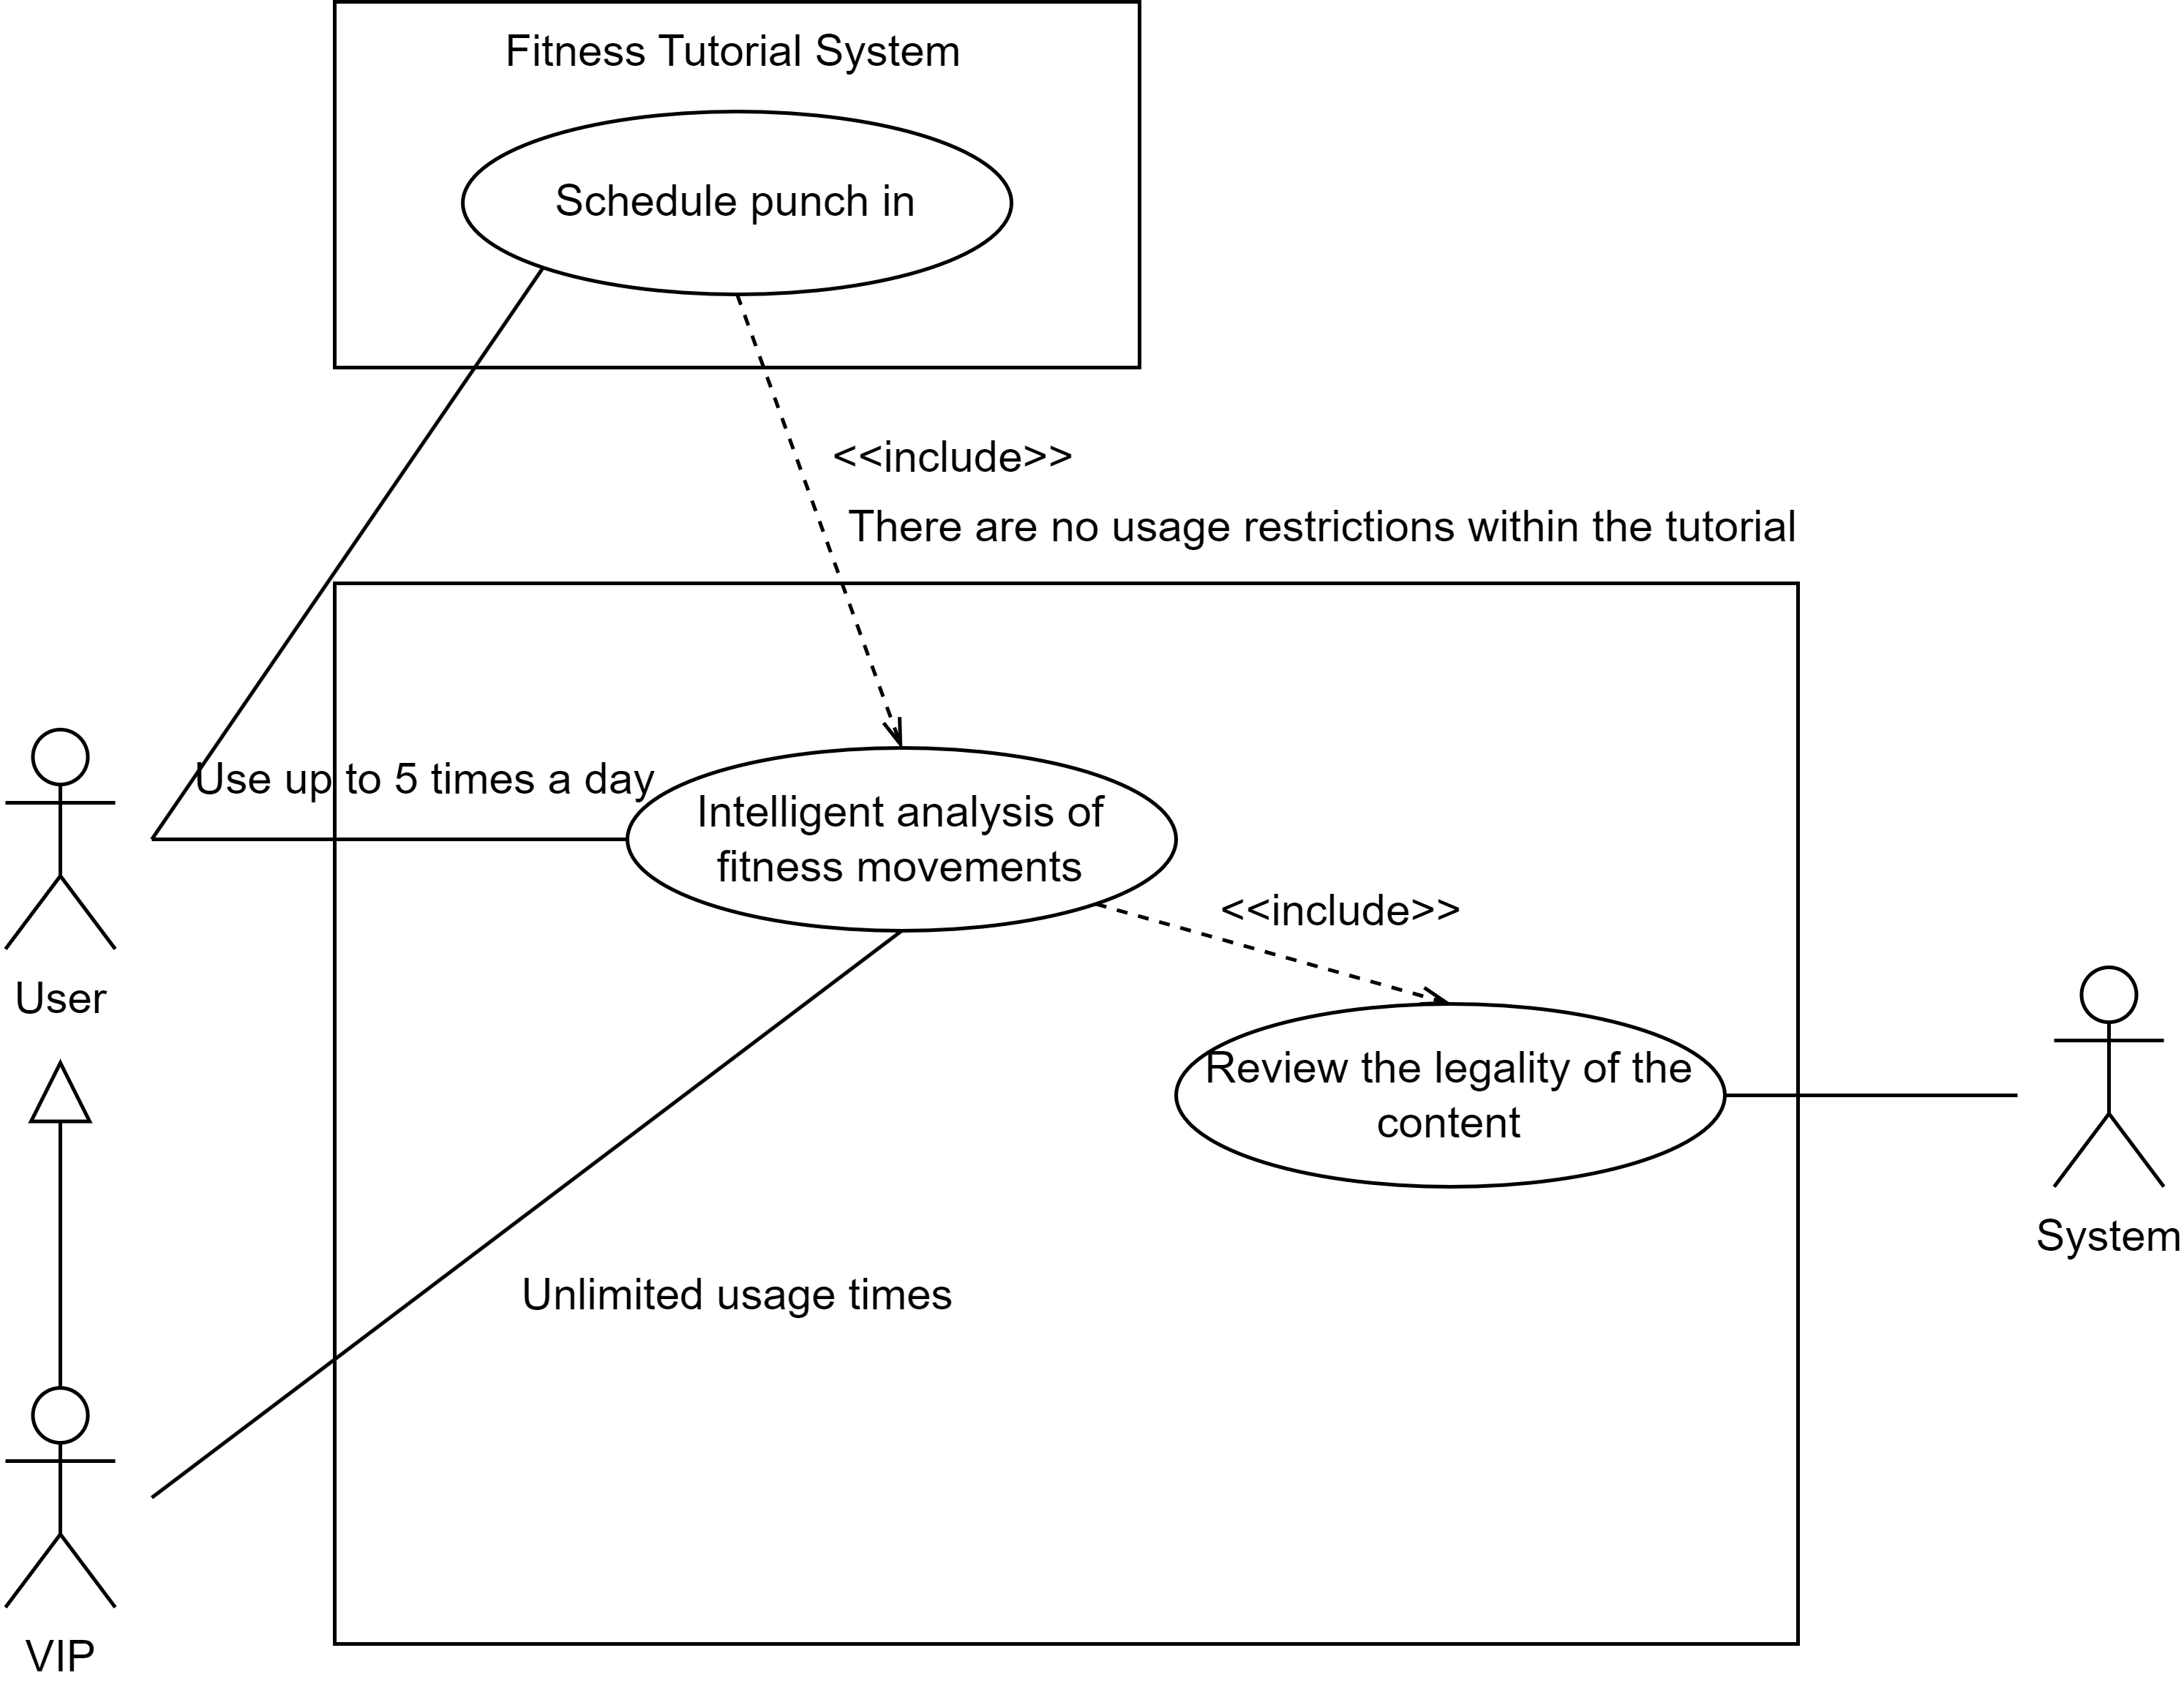 Fitness Tutorial System
Schedule punch in
<<include>>
There are no usage restrictions within the tutorial
Use up to 5 times a day
Intelligent analysis of
fitness movements
<<include>>
User
Review the legality of the
content
System
Unlimited usage times
VIP